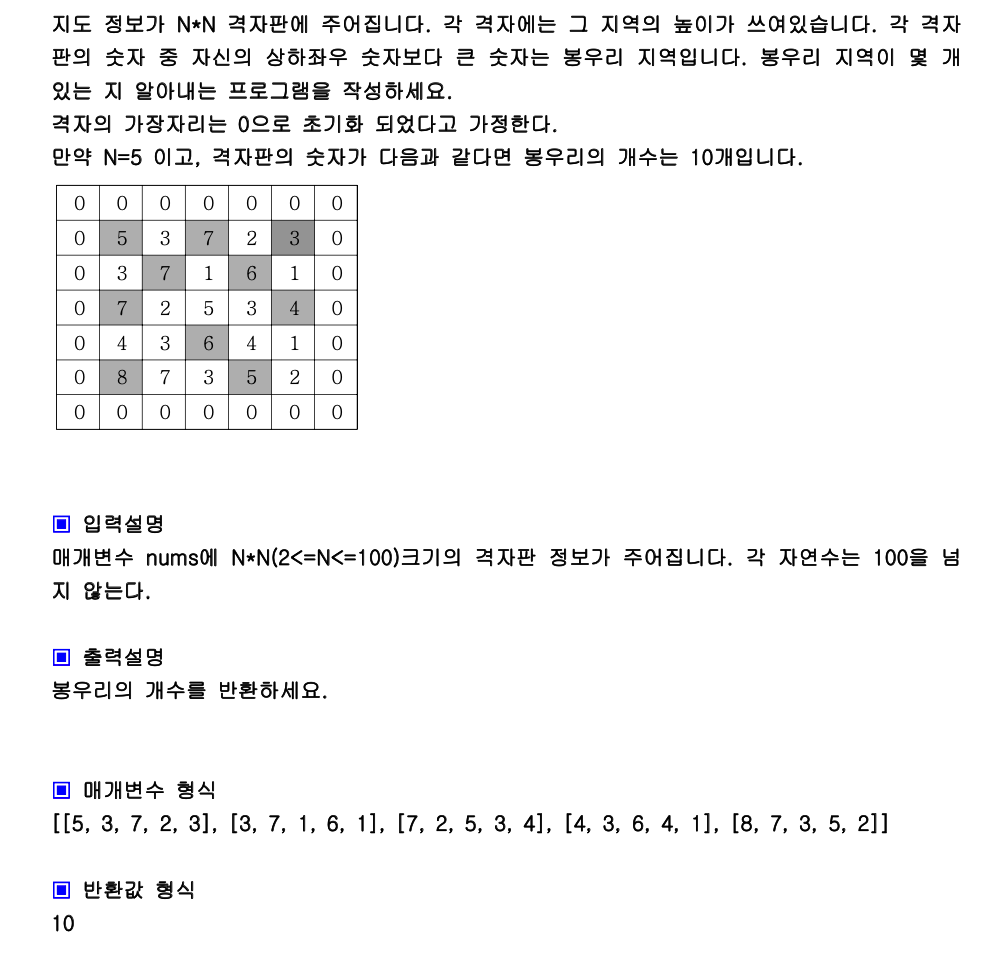 지도 정보가 N*N 격자판에 주어집니다. 각 격자에는 그 지역의 높이가 쓰여있습니다. 각 격자
판의 숫자 중 자신의 상하좌우 숫자보다 큰 숫자는 봉우리 지역입니다. 봉우리 지역이 몇 개
있는 지 알아내는 프로그램을 작성하세요.
격자의 가장자리는 0으로 초기화 되었다고 가정한다.
만약 N=5 이고, 격자판의 숫자가 다음과 같다면 봉우리의 개수는 10개입니다.
0 0 0 0 0 0 0
0 5 3 7 2 3 0
0 3 7 1 6 1 0
0 7 2 5 3 4 0
0 4 3 6 4 1 0
0 8 7 3 5 2 0
0 0 0 0 0 0 0
▣ 입력설명
매개변수 nums에 N*N(2<=N<=100)크기의 격자판 정보가 주어집니다. 각 자연수는 100을 넘
지 않는다.
▣ 출력설명
봉우리의 개수를 반환하세요.
▣ 매개변수 형식
[[5, 3, 7, 2, 3], [3, 7, 1, 6, 1], [7, 2, 5, 3, 4], [4, 3, 6, 4, 1], [8, 7, 3, 5, 2]]
▣ 반환값 형식
10